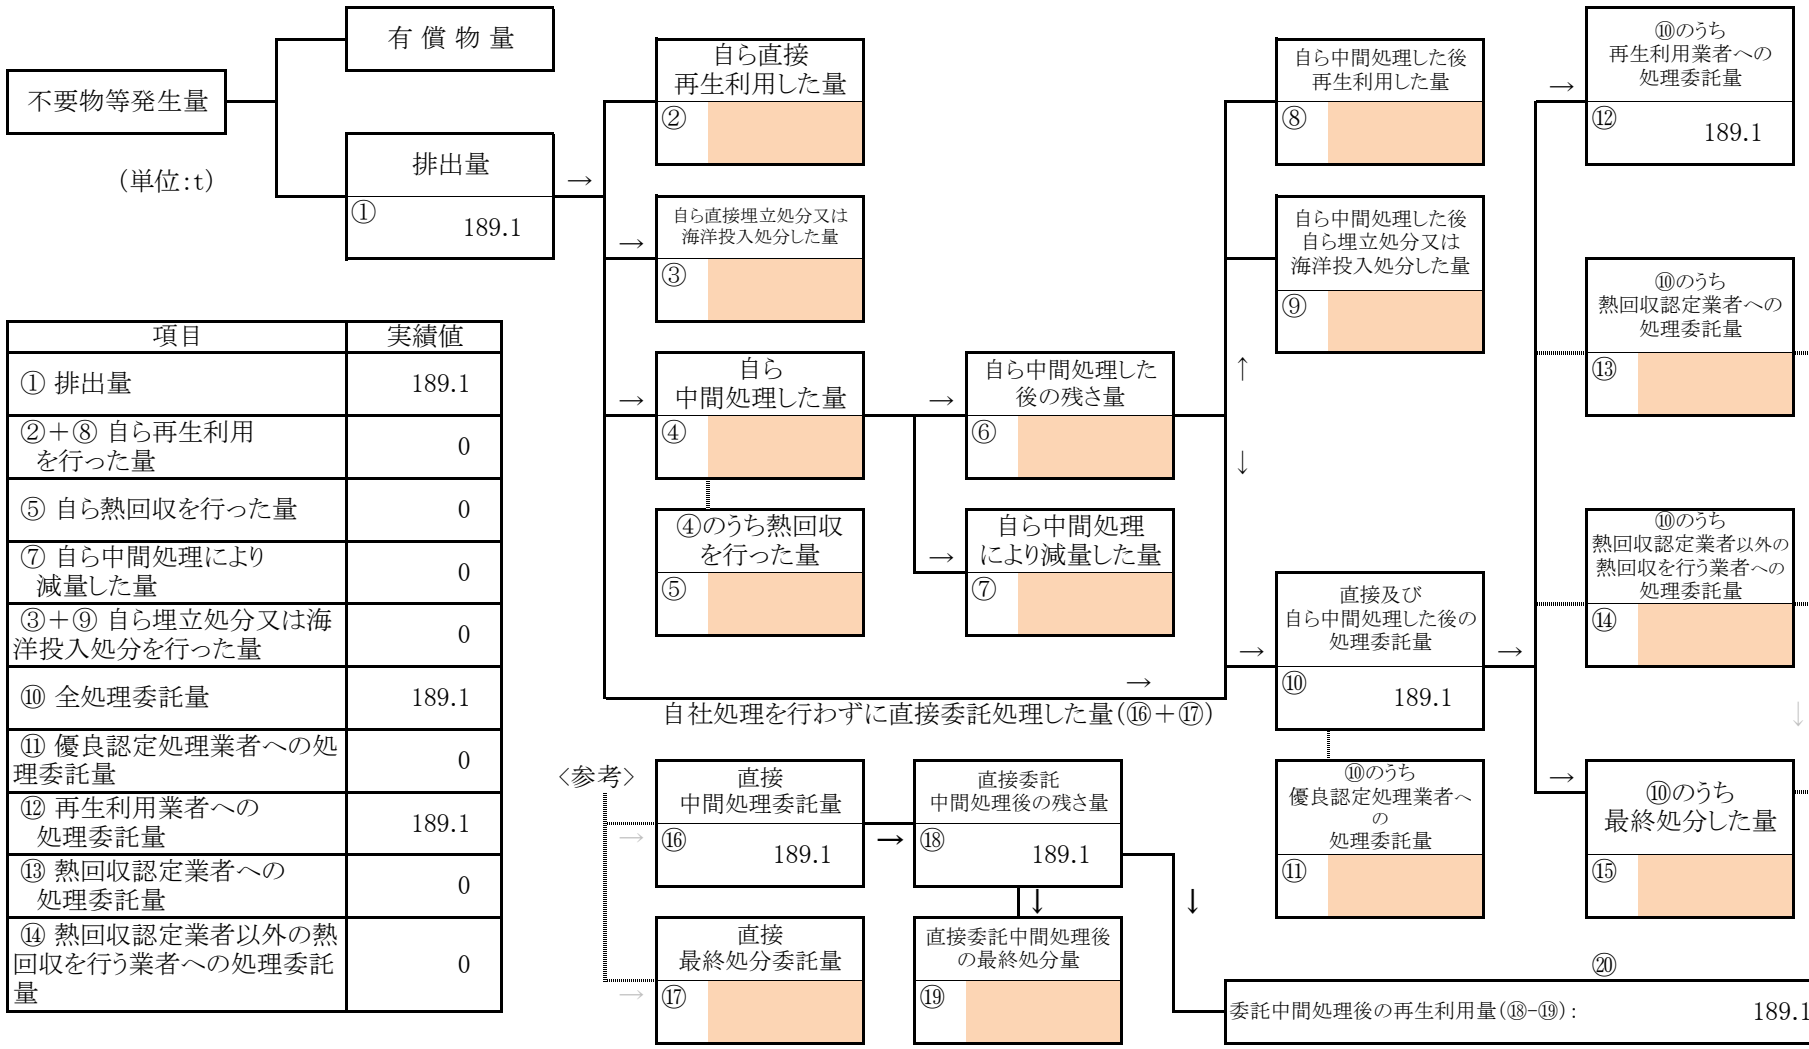 有 償 物 量
不要物等発生量
(単位:t)
排出量
①
189.1
→
自ら直接
再生利用した量
②
→
自ら直接埋立処分又は
海洋投入処分した量
③
→
自ら
中間処理した量
④
④のうち熱回収
を行った量
⑤
→
自ら中間処理した
後の残さ量
⑥
→
自ら中間処理
により減量した量
⑦
↑
↓
自ら中間処理した後
再生利用した量
⑧
自ら中間処理した後
自ら埋立処分又は
海洋投入処分した量
⑨
→
直接及び
自ら中間処理した後の
処理委託量
⑩
189.1
→
⑩のうち
優良認定処理業者へ
の
処理委託量
⑪
→
⑩のうち
再生利用業者への
処理委託量
⑫
189.1
⑩のうち
熱回収認定業者への
処理委託量
⑬
⑩のうち
熱回収認定業者以外の
熱回収を行う業者への
処理委託量
⑭
↓
→
⑩のうち
最終処分した量
⑮
→
自社処理を行わずに直接委託処理した量(⑯+⑰)
項目 実績値
① 排出量 189.1
②+⑧ 自ら再生利用
を行った量 0
⑤ 自ら熱回収を行った量 0
⑦ 自ら中間処理により
減量した量 0
③+⑨ 自ら埋立処分又は海
洋投入処分を行った量 0
⑩ 全処理委託量 189.1
⑪ 優良認定処理業者への処
理委託量 0
⑫ 再生利用業者への
処理委託量 189.1
⑬ 熱回収認定業者への
処理委託量 0
⑭ 熱回収認定業者以外の熱
回収を行う業者への処理委託
量 0
<参考>
→
直接
中間処理委託量
⑯
189.1
→
直接委託
中間処理後の残さ量
⑱
189.1
↓
↓
→
直接
最終処分委託量
⑰
直接委託中間処理後
の最終処分量
⑲
⑳
委託中間処理後の再生利用量(⑱-⑲): 189.1